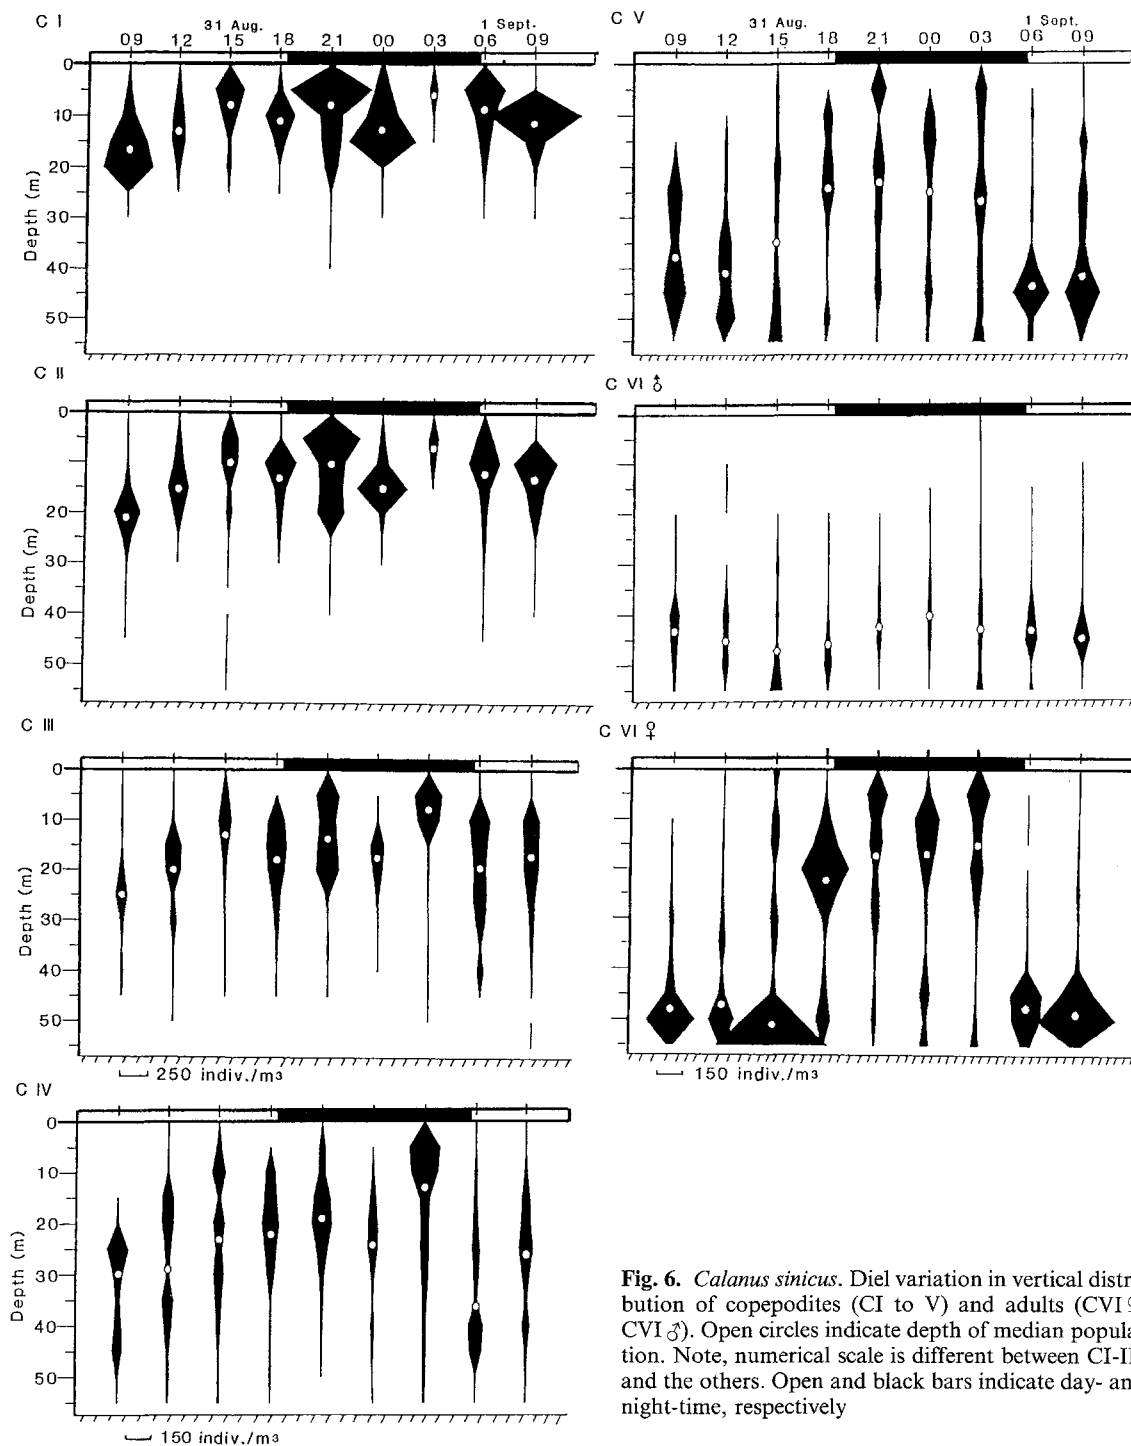 C I
31 Aug.
1 Sept.
09 12 15 18 21 00 03 06 09
0
10
20
30
40
50
Depth (m)
C II
0
10
20
30
40
50
Depth (m)
C III
0
10
20
30
40
50
Depth (m)
250 indiv./m3
C IV
0
10
20
30
40
50
Depth (m)
150 indiv./m3
C V
31 Aug.
1 Sept.
09 12 15 18 21 00 03 06 09
C VI ♂
C VI ♀
150 indiv./m3
Fig. 6. Calanus sinicus. Diel variation in vertical distri
bution of copepodites (CI to V) and adults (CVI ♀
CVI ♂). Open circles indicate depth of median popula
tion. Note, numerical scale is different between CI-II
and the others. Open and black bars indicate day- an
night-time, respectively